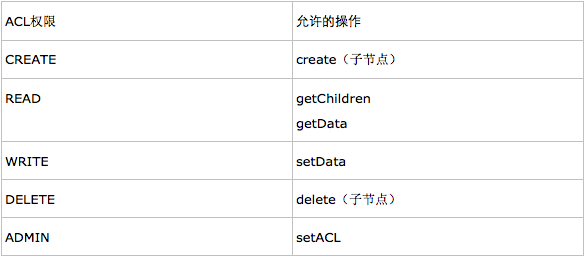 ACL权限 允许的操作
CREATE create（子节点）
READ getChildren
getData
WRITE setData
DELETE delete（子节点）
ADMIN setACL